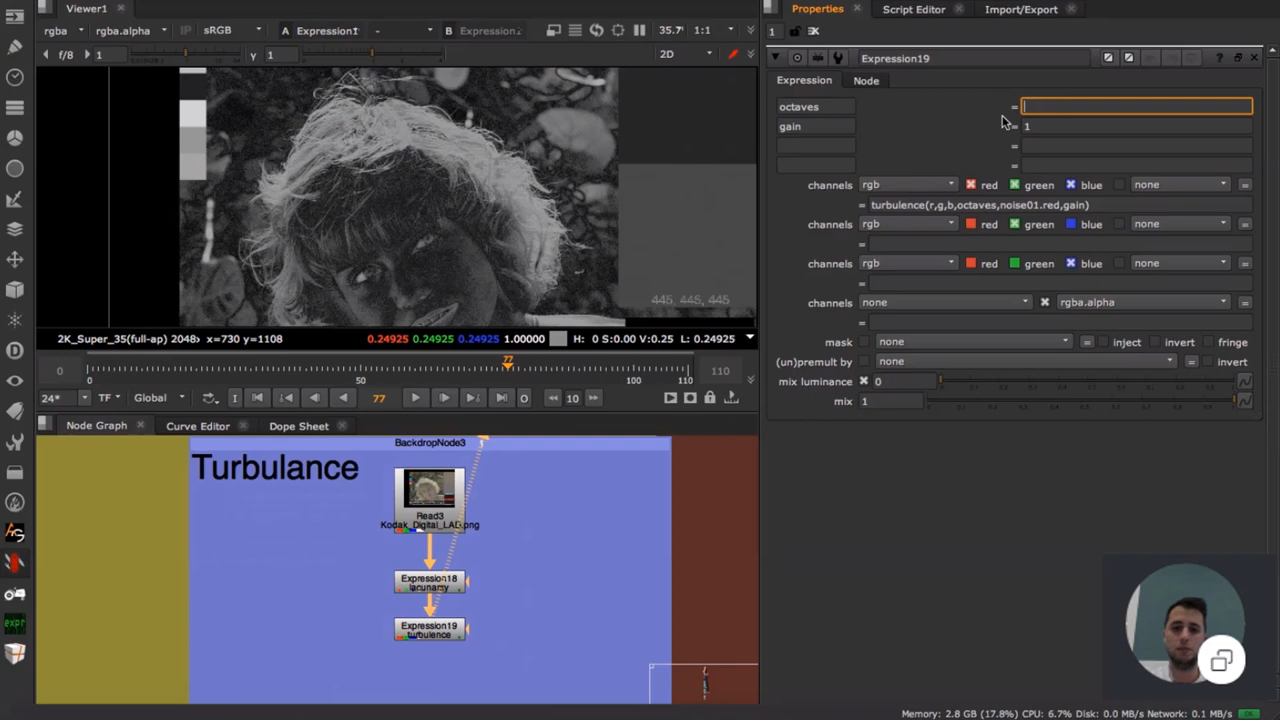 Viewer1
rgba rgba.alpha IP sRGB A Expression1 - B Expression2 35.7 1:1
f/8 1 y 1 2D
445, 445, 445
2K_Super_35(full-ap) 2048x x=730 y=1108 0.24925 0.24925 0.24925 1.00000 H: 0 S:0.00 V:0.25 L: 0.24925
77
0 0 50 100 110 110
24* TF Global I 77 O 10
Node Graph Curve Editor Dope Sheet
BackdropNode3
Turbulance
Read3
Kodak_Digital_LAD.png
Expression18
lacunarity
Expression19
turbulence
Properties Script Editor Import/Export
1
Expression19
Expression Node
octaves =
gain = 1
=
=
channels rgb red green blue none =
= turbulence(r,g,b,octaves,noise01.red,gain)
channels rgb red green blue none =
=
channels rgb red green blue none =
=
channels none rgba.alpha =
=
mask none = inject invert fringe
(un)premult by none = invert
mix luminance 0
mix 1
expr
Memory: 2.8 GB (17.8%) CPU: 6.7% Disk: 0.0 MB/s Network: 0.1 MB/s